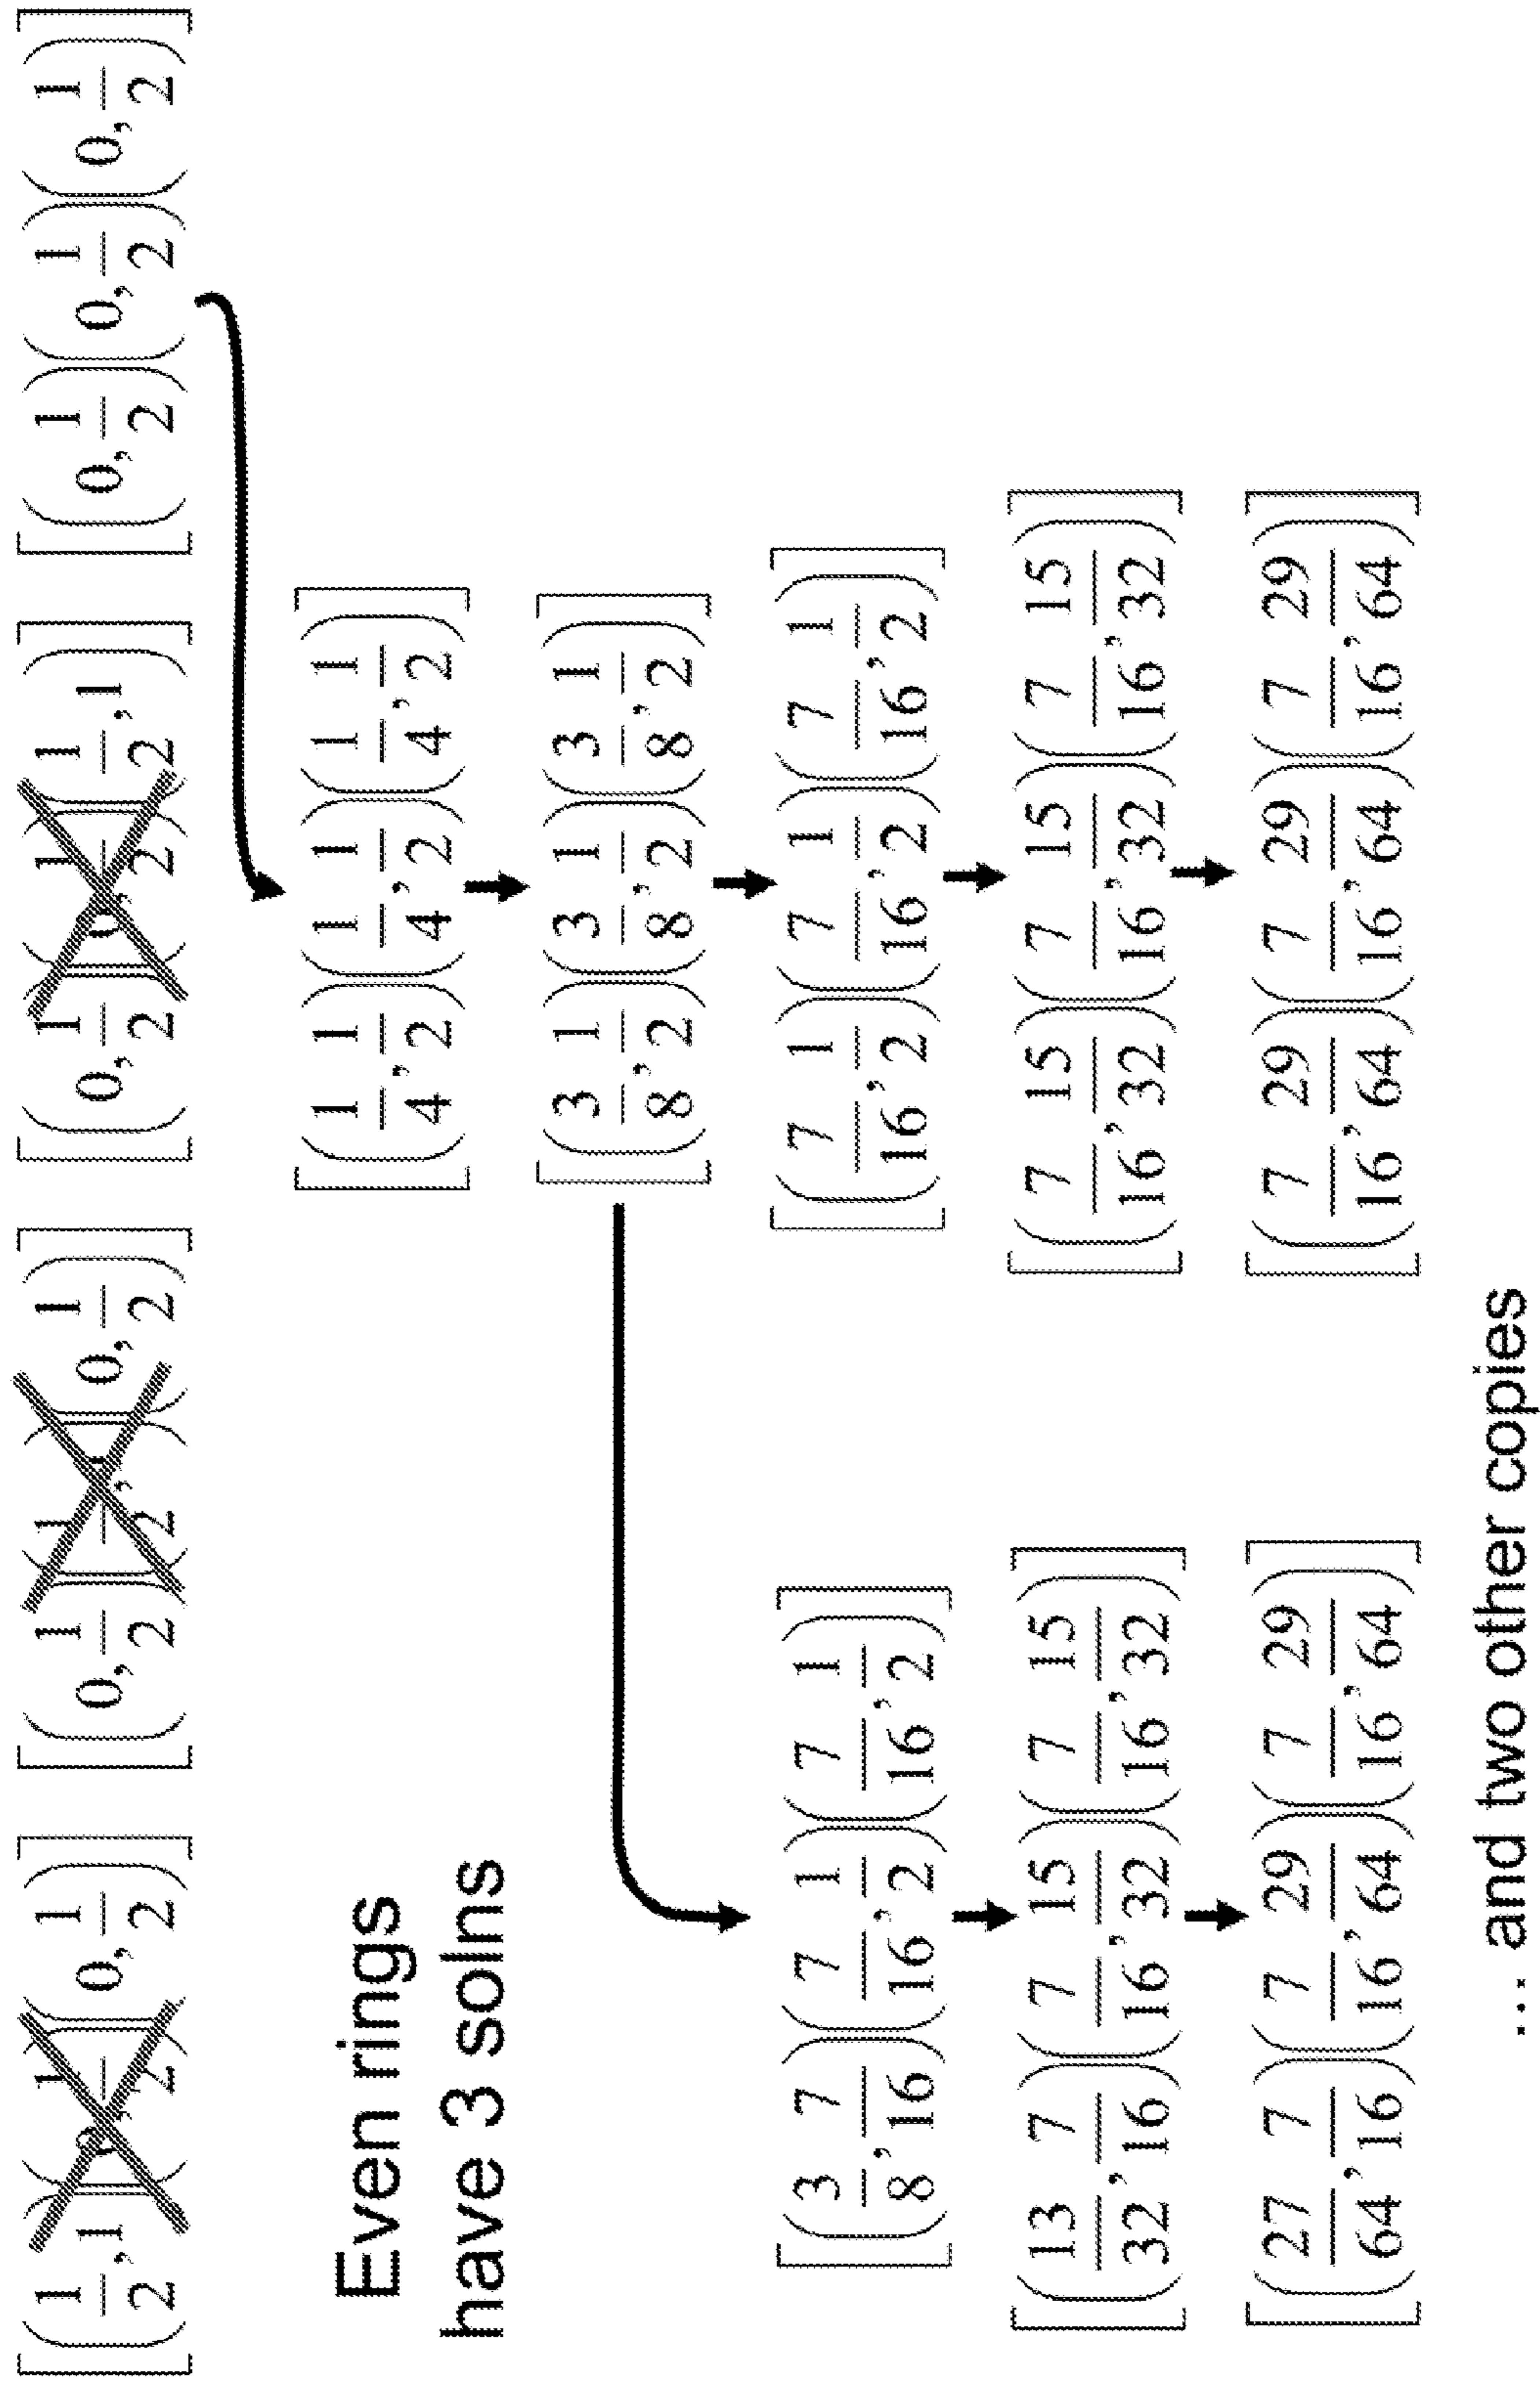 [(1/2,1)(0,1/2)(0,1/2)] [(0,1/2)(1/2,1)(0,1/2)] [(0,1/2)(0,1/2)(1/2,1)] [(0,1/2)(0,1/2)(0,1/2)]
Even rings
have 3 solns
[(1/4,1/2)(1/4,1/2)(1/4,1/2)]
[(3/8,1/2)(3/8,1/2)(3/8,1/2)]
[(3/8,7/16)(7/16,1/2)(7/16,1/2)] [(7/16,1/2)(7/16,1/2)(7/16,1/2)]
[(13/32,7/16)(7/16,15/32)(7/16,15/32)] [(7/16,15/32)(7/16,15/32)(7/16,15/32)]
[(27/64,7/16)(7/16,29/64)(7/16,29/64)] [(7/16,29/64)(7/16,29/64)(7/16,29/64)]
... and two other copies